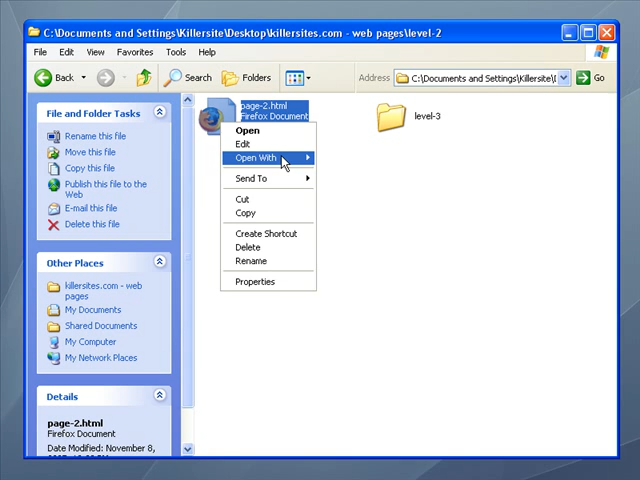 C:\Documents and Settings\Killersite\Desktop\killersites.com - web pages\level-2
File Edit View Favorites Tools Help
Back Search Folders Address C:\Documents and Settings\Killersite\ Go
File and Folder Tasks
Rename this file
Move this file
Copy this file
Publish this file to the
Web
E-mail this file
Delete this file
Other Places
killersites.com - web
pages
My Documents
Shared Documents
My Computer
My Network Places
Details
page-2.html
Firefox Document
Date Modified: November 8,
page-2.html
Firefox Document
level-3
Open
Edit
Open With
Send To
Cut
Copy
Create Shortcut
Delete
Rename
Properties